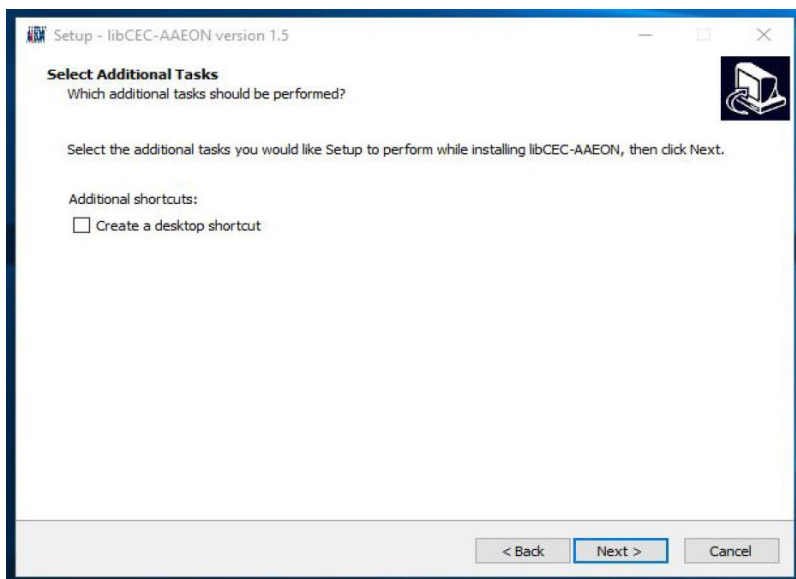 Setup - libCEC-AAEON version 1.5
Select Additional Tasks
Which additional tasks should be performed?
Select the additional tasks you would like Setup to perform while installing libCEC-AAEON, then click Next.
Additional shortcuts:
Create a desktop shortcut
< Back Next > Cancel